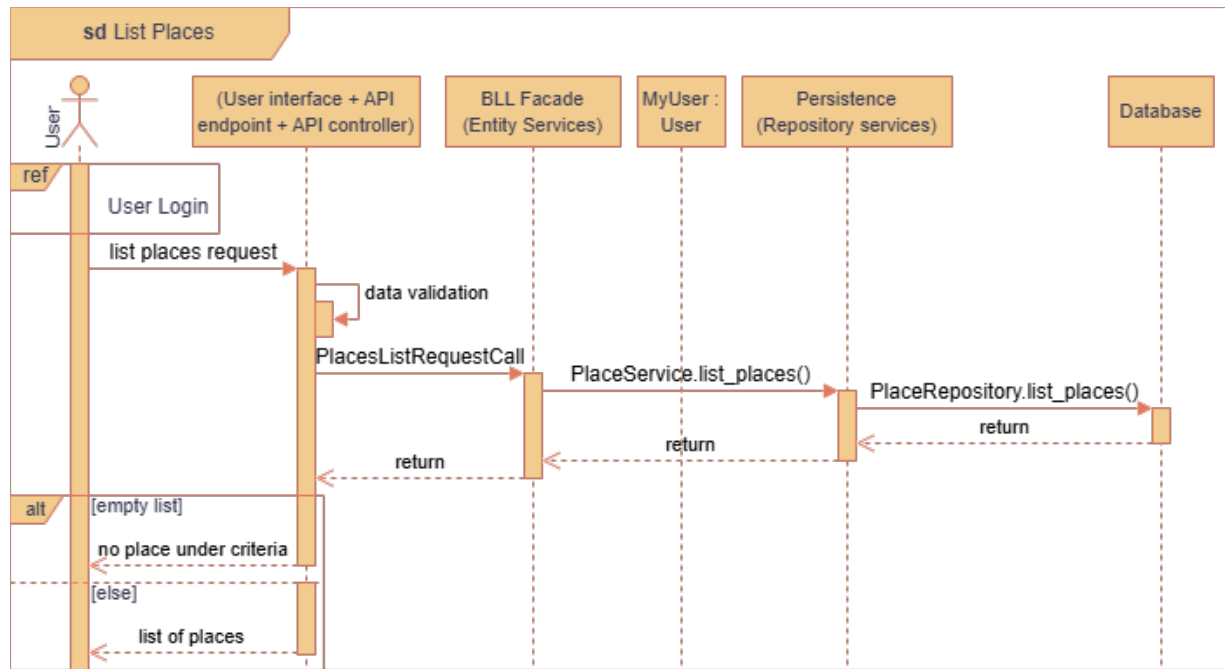 sd List Places
User
(User interface + API
endpoint + API controller)
BLL Facade
(Entity Services)
MyUser :
User
Persistence
(Repository services)
Database
ref
User Login
list places request
data validation
PlacesListRequestCall
PlaceService.list_places()
PlaceRepository.list_places()
return
return
return
alt
[empty list]
no place under criteria
[else]
list of places